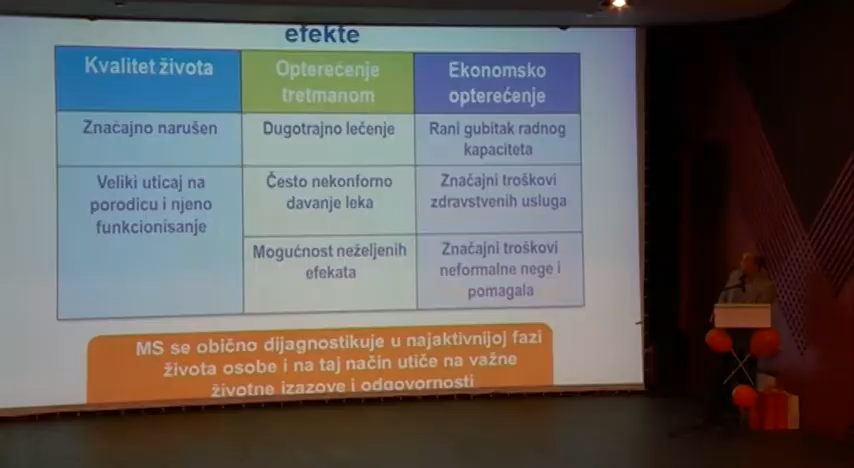 efekte
Kvalitet života
Opterećenje
tretmanom
Ekonomsko
opterećenje
Značajno narušen
Dugotrajno lečenje
Rani gubitak radnog
kapaciteta
Veliki uticaj na
porodicu i njeno
funkcionisanje
Često nekonforno
davanje leka
Značajni troškovi
zdravstvenih usluga
Mogućnost neželjenih
efekata
Značajni troškovi
neformalne nege i
pomagala
MS se obično dijagnostikuje u najaktivnijoj fazi
života osobe i na taj način utiče na važne
životne izazove i odgovornosti